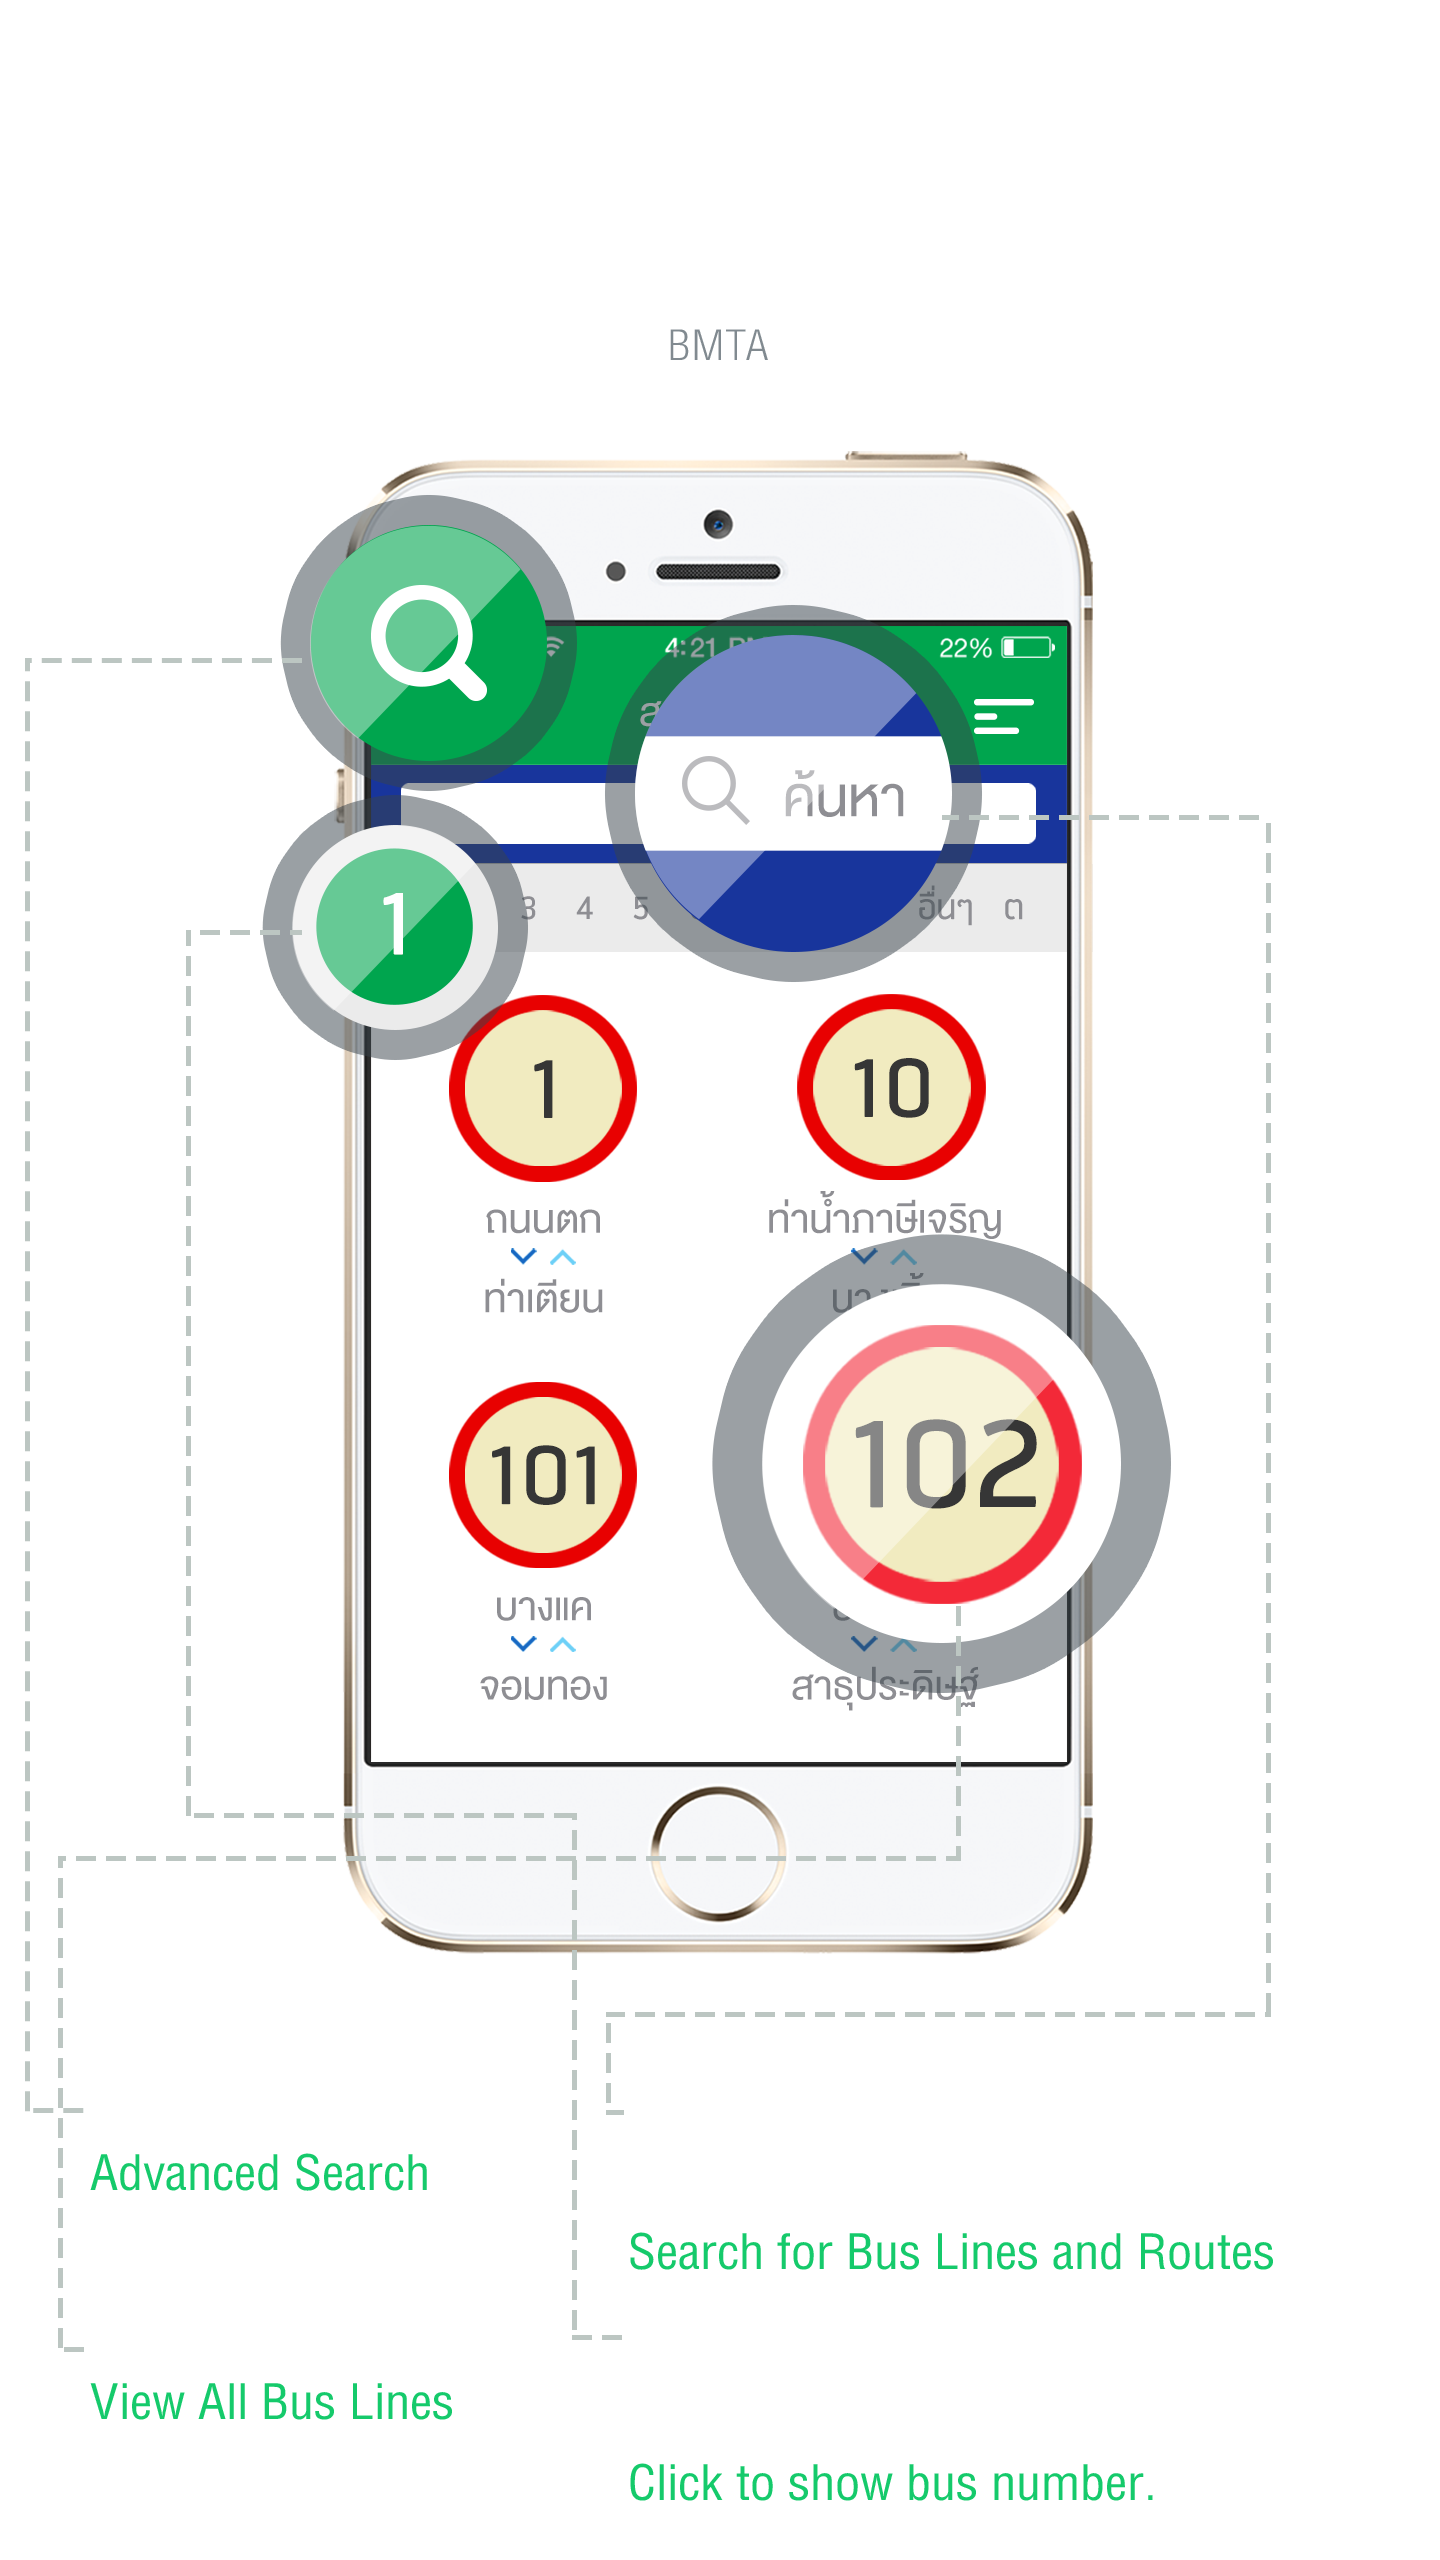 BMTA
4:21
22%
ค้นหา
1
3 4 5 อื่นๆ ต
1 10
ถนนตก ท่าน้ำภาษีเจริญ
ท่าเตียน
101 102
บางแค
จอมทอง สาธุประดิษฐ์
Advanced Search
Search for Bus Lines and Routes
View All Bus Lines
Click to show bus number.